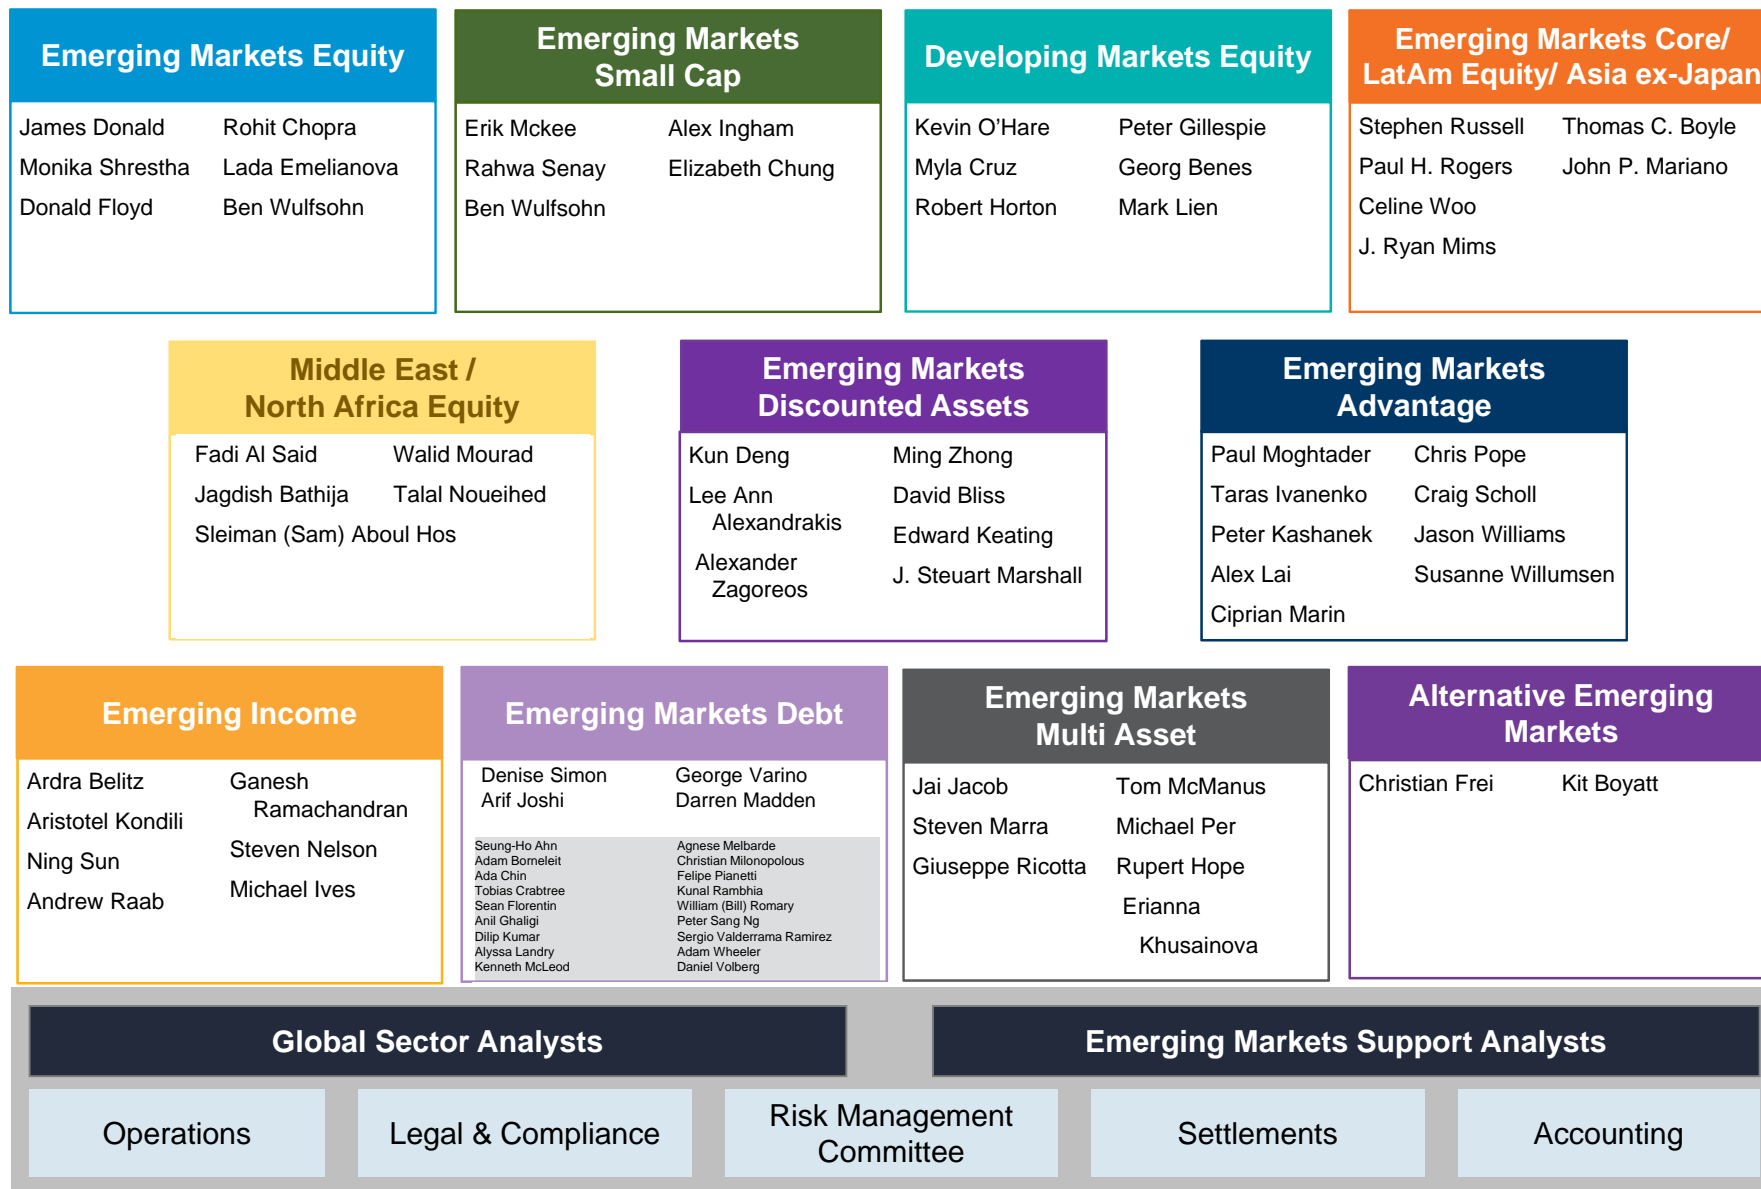 Emerging Markets Equity
James Donald
Rohit Chopra
Monika Shrestha
Lada Emelianova
Donald Floyd
Ben Wulfsohn
Emerging Markets
Small Cap
Erik Mckee
Alex Ingham
Rahwa Senay
Elizabeth Chung
Ben Wulfsohn
Developing Markets Equity
Kevin O’Hare
Peter Gillespie
Myla Cruz
Georg Benes
Robert Horton
Mark Lien
Emerging Markets Core/
LatAm Equity/ Asia ex-Japan
Stephen Russell
Thomas C. Boyle
Paul H. Rogers
John P. Mariano
Celine Woo
J. Ryan Mims
Middle East /
North Africa Equity
Fadi Al Said
Walid Mourad
Jagdish Bathija
Talal Noueihed
Sleiman (Sam) Aboul Hos
Emerging Markets
Discounted Assets
Kun Deng
Ming Zhong
Lee Ann
Alexandrakis
David Bliss
Edward Keating
Alexander
Zagoreos
J. Steuart Marshall
Emerging Markets
Advantage
Paul Moghtader
Chris Pope
Taras Ivanenko
Craig Scholl
Peter Kashanek
Jason Williams
Alex Lai
Susanne Willumsen
Ciprian Marin
Emerging Income
Ardra Belitz
Ganesh
Ramachandran
Aristotel Kondili
Ning Sun
Steven Nelson
Andrew Raab
Michael Ives
Emerging Markets Debt
Denise Simon
George Varino
Arif Joshi
Darren Madden
Seung-Ho Ahn
Agnese Melbarde
Adam Borneleit
Christian Milonopolous
Ada Chin
Felipe Pianetti
Tobias Crabtree
Kunal Rambhia
Sean Florentin
William (Bill) Romary
Anil Ghaligi
Peter Sang Ng
Dilip Kumar
Sergio Valderrama Ramirez
Alyssa Landry
Adam Wheeler
Kenneth McLeod
Daniel Volberg
Emerging Markets
Multi Asset
Jai Jacob
Tom McManus
Steven Marra
Michael Per
Giuseppe Ricotta
Rupert Hope
Erianna
Khusainova
Alternative Emerging
Markets
Christian Frei
Kit Boyatt
Global Sector Analysts
Emerging Markets Support Analysts
Operations
Legal & Compliance
Risk Management
Committee
Settlements
Accounting